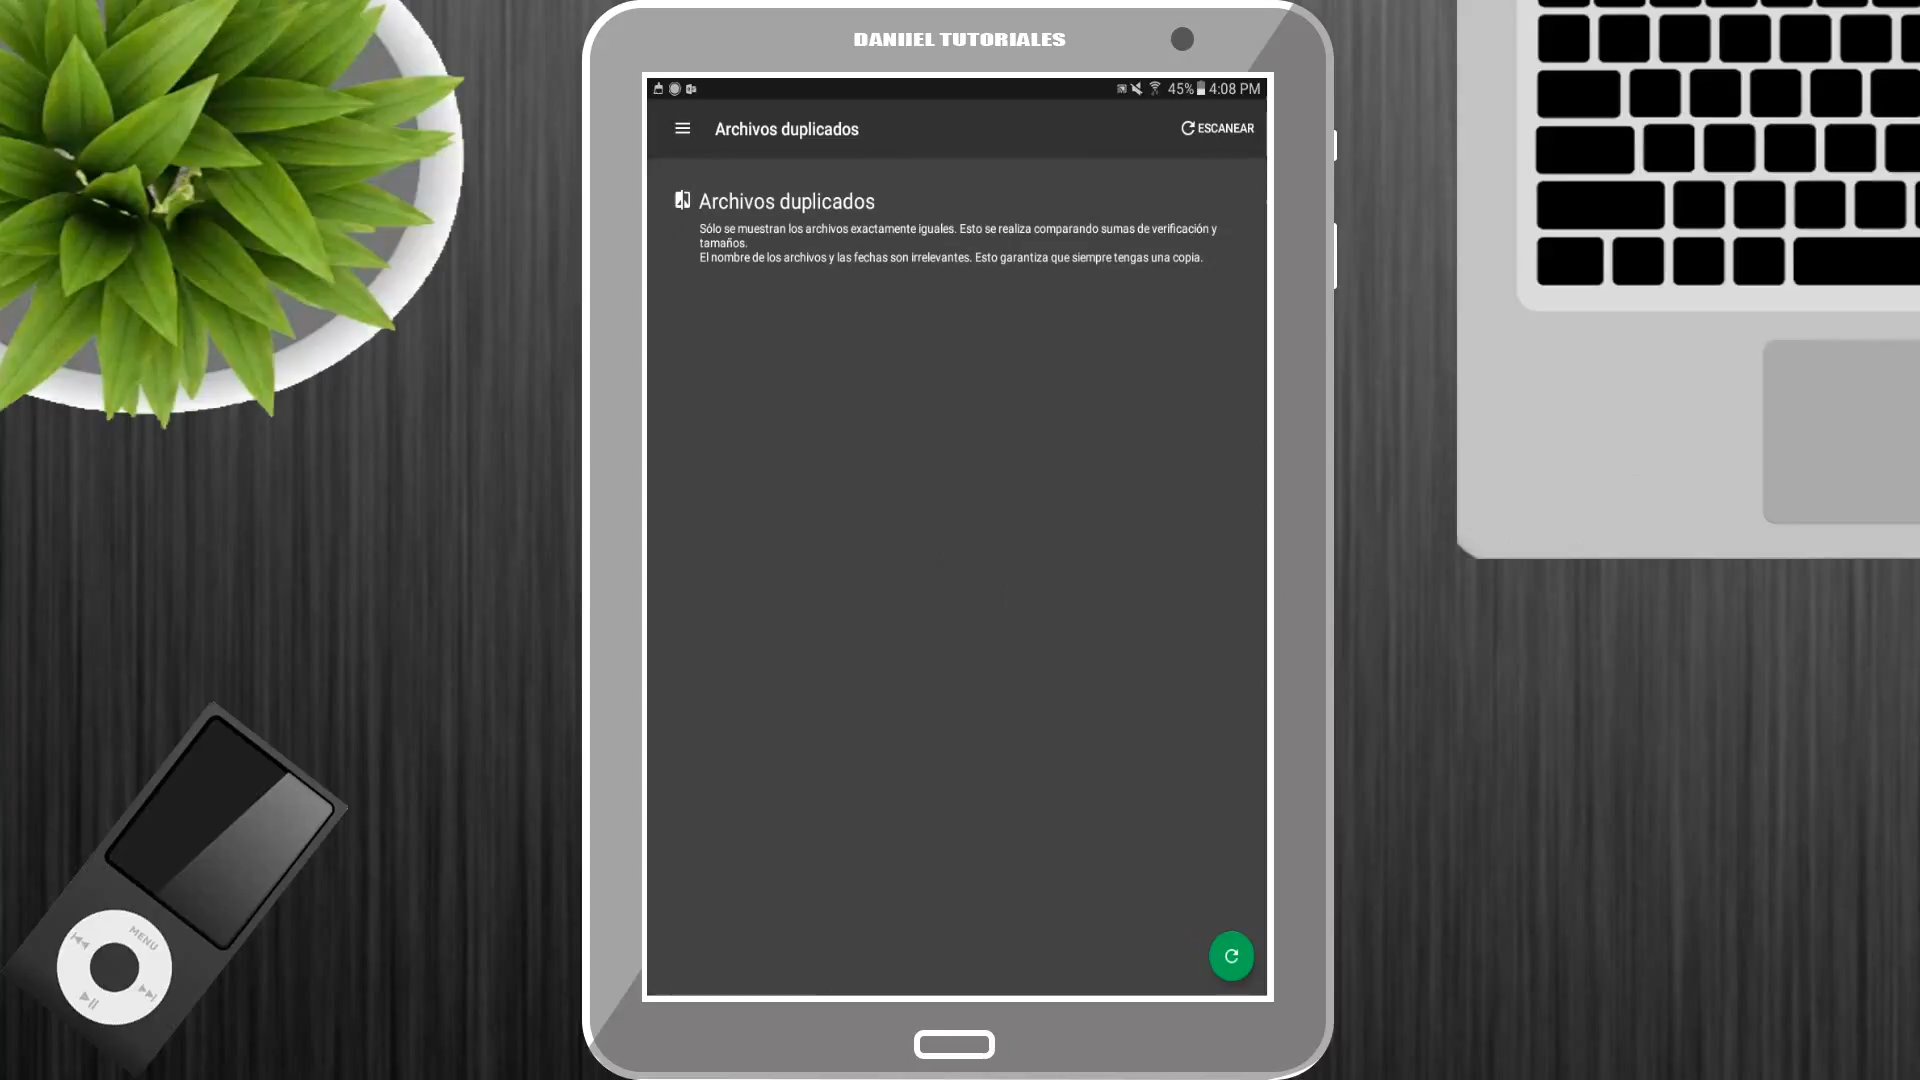 DANIIEL TUTORIALES
45% 4:08 PM
Archivos duplicados
ESCANEAR
Archivos duplicados
Sólo se muestran los archivos exactamente iguales. Esto se realiza comparando sumas de verificación y
tamaños.
El nombre de los archivos y las fechas son irrelevantes. Esto garantiza que siempre tengas una copia.
MENU